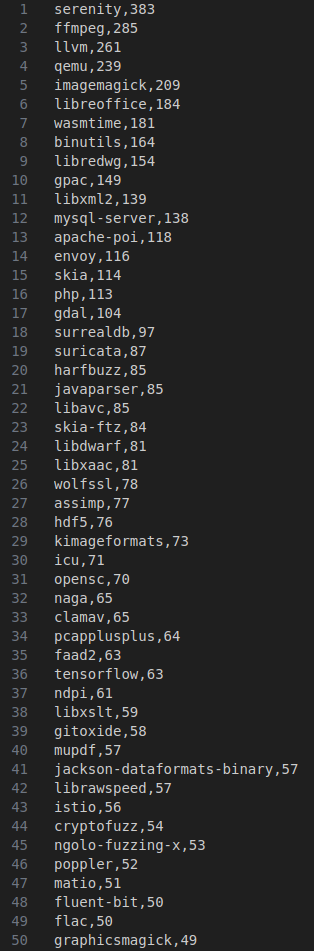 1 serenity,383
2 ffmpeg,285
3 llvm,261
4 qemu,239
5 imagemagick,209
6 libreoffice,184
7 wasmtime,181
8 binutils,164
9 libredwg,154
10 gpac,149
11 libxml2,139
12 mysql-server,138
13 apache-poi,118
14 envoy,116
15 skia,114
16 php,113
17 gdal,104
18 surrealdb,97
19 suricata,87
20 harfbuzz,85
21 javaparser,85
22 libavc,85
23 skia-ftz,84
24 libdwarf,81
25 libxaac,81
26 wolfssl,78
27 assimp,77
28 hdf5,76
29 kimageformats,73
30 icu,71
31 opensc,70
32 naga,65
33 clamav,65
34 pcapplusplus,64
35 faad2,63
36 tensorflow,63
37 ndpi,61
38 libxslt,59
39 gitoxide,58
40 mupdf,57
41 jackson-dataformats-binary,57
42 librawspeed,57
43 istio,56
44 cryptofuzz,54
45 ngolo-fuzzing-x,53
46 poppler,52
47 matio,51
48 fluent-bit,50
49 flac,50
50 graphicsmagick,49